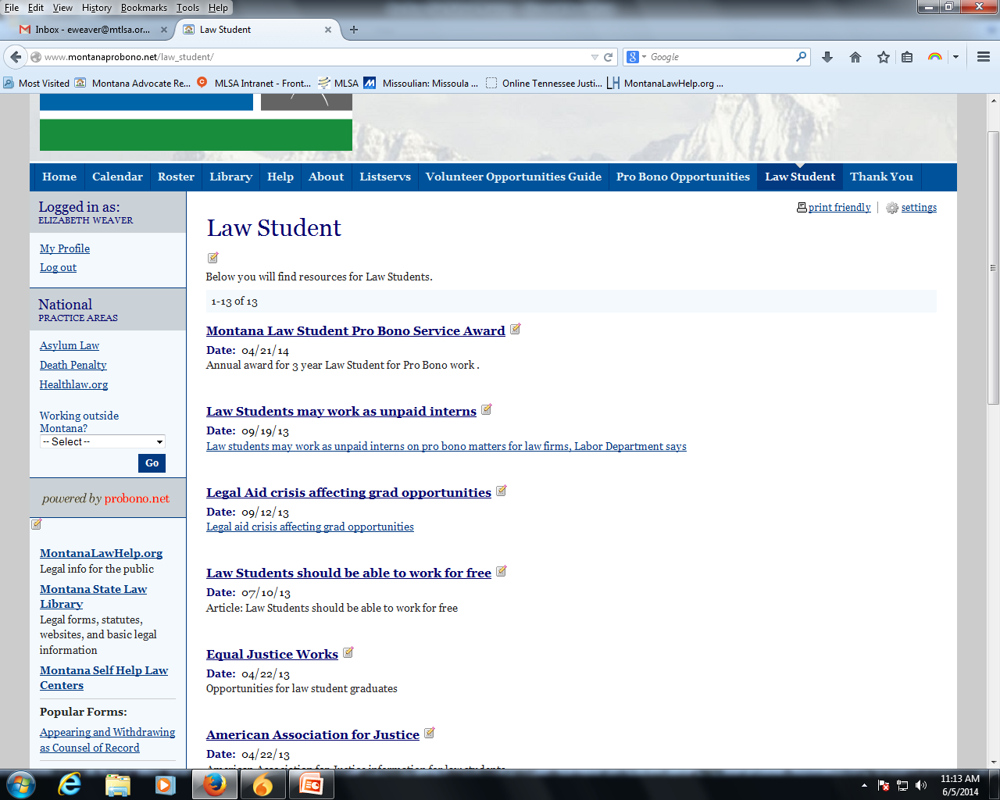 File Edit View History Bookmarks Tools Help
Inbox - eweaver@mtlsa.or... Law Student
www.montanaprobono.net/law_student/ Google
Most Visited Montana Advocate Re... MLSA Intranet - Front... MLSA Missoulian: Missoula ... Online Tennessee Justi... MontanaLawHelp.org ...
Home Calendar Roster Library Help About Listservs Volunteer Opportunities Guide Pro Bono Opportunities Law Student Thank You
Logged in as:
ELIZABETH WEAVER
My Profile
Log out
National
PRACTICE AREAS
Asylum Law
Death Penalty
Healthlaw.org
Working outside
Montana?
-- Select --
Go
powered by probono.net
MontanaLawHelp.org
Legal info for the public
Montana State Law
Library
Legal forms, statutes,
websites, and basic legal
information
Montana Self Help Law
Centers
Popular Forms:
Appearing and Withdrawing
as Counsel of Record
print friendly settings
Law Student
Below you will find resources for Law Students.
1-13 of 13
Montana Law Student Pro Bono Service Award
Date: 04/21/14
Annual award for 3 year Law Student for Pro Bono work .
Law Students may work as unpaid interns
Date: 09/19/13
Law students may work as unpaid interns on pro bono matters for law firms, Labor Department says
Legal Aid crisis affecting grad opportunities
Date: 09/12/13
Legal aid crisis affecting grad opportunities
Law Students should be able to work for free
Date: 07/10/13
Article: Law Students should be able to work for free
Equal Justice Works
Date: 04/22/13
Opportunities for law student graduates
American Association for Justice
Date: 04/22/13
American Association for Justice information for law students
11:13 AM
6/5/2014